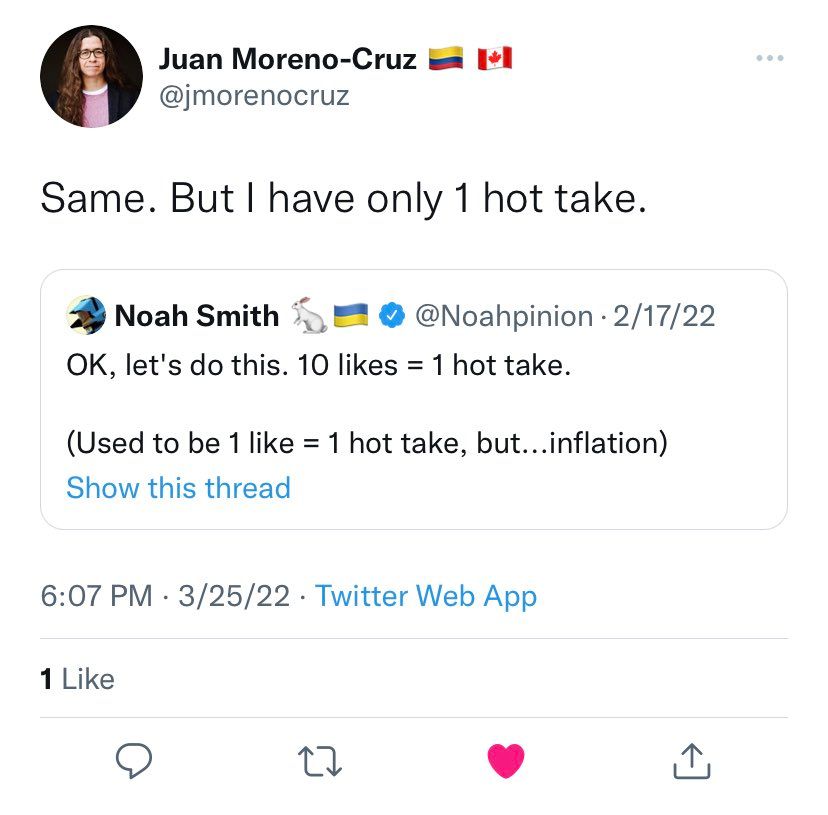 Juan Moreno-Cruz 🇨🇴 🇨🇦
@jmorenocruz
Same. But I have only 1 hot take.
Noah Smith 🐇🇺🇦 @Noahpinion · 2/17/22
OK, let's do this. 10 likes = 1 hot take.
(Used to be 1 like = 1 hot take, but...inflation)
Show this thread
6:07 PM · 3/25/22 · Twitter Web App
1 Like